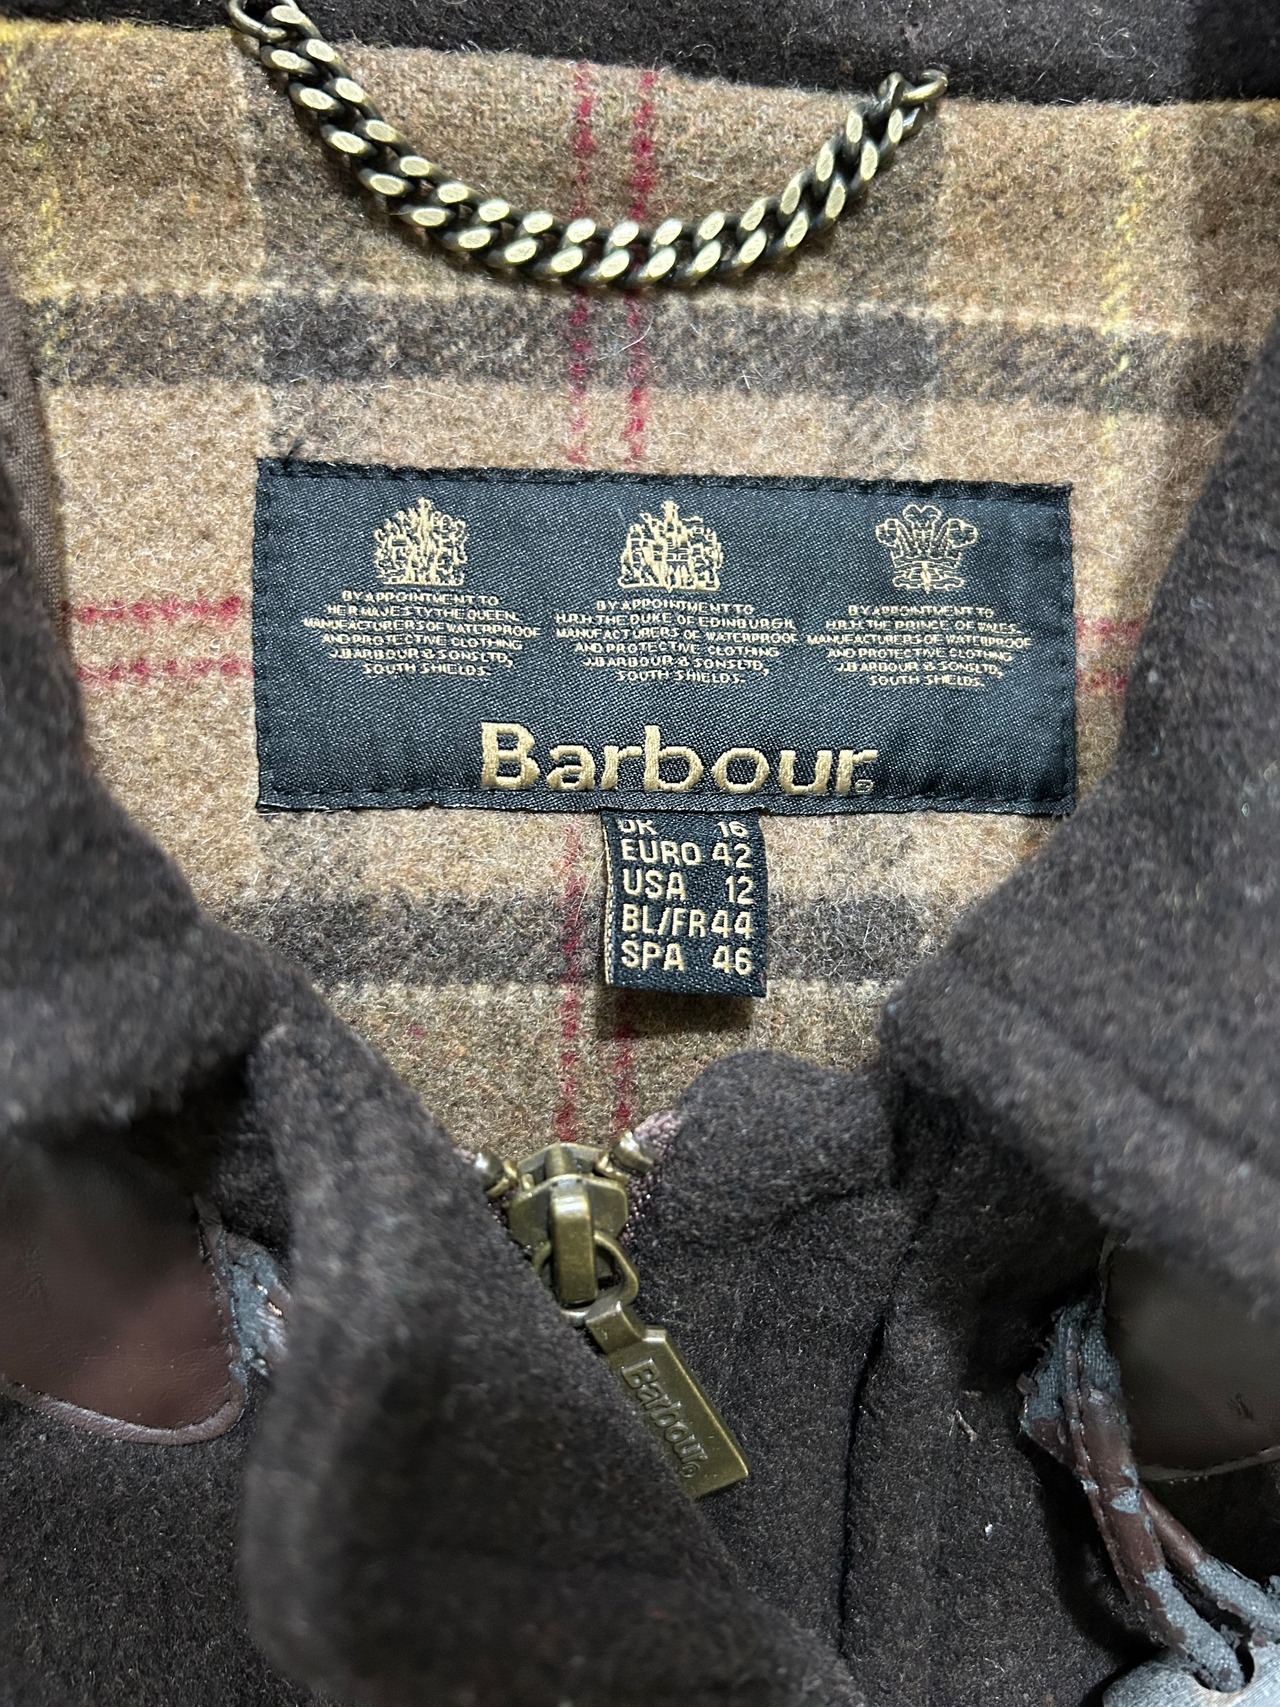 BY APPOINTMENT TO
HER MAJESTY THE QUEEN.
MANUFACTURERS OF WATERPROOF
AND PROTECTIVE CLOTHING
J.BARBOUR & SONS LTD,
SOUTH SHIELDS.
BY APPOINTMENT TO
H.R.H. THE DUKE OF EDINBURGH
MANUFACTURERS OF WATERPROOF
AND PROTECTIVE CLOTHING
J.BARBOUR & SONS LTD,
SOUTH SHIELDS.
BY APPOINTMENT TO
H.R.H. THE PRINCE OF WALES
MANUFACTURERS OF WATERPROOF
AND PROTECTIVE CLOTHING
J.BARBOUR & SONS LTD,
SOUTH SHIELDS.
Barbour®
UK 16
EURO 42
USA 12
BL/FR 44
SPA 46
Barbour®